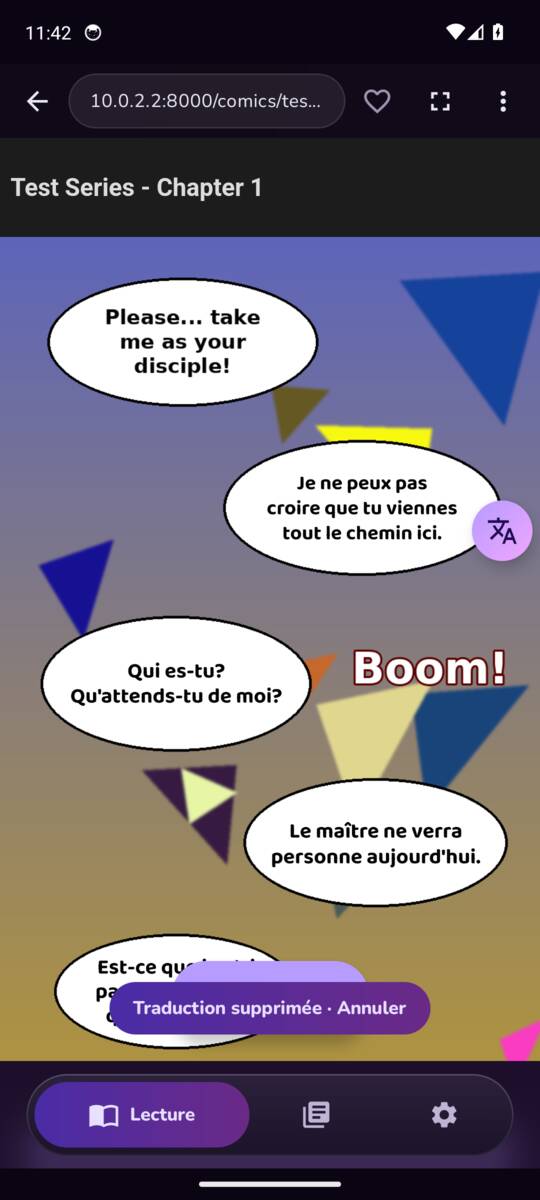 11:42
10.0.2.2:8000/comics/tes...
Test Series - Chapter 1
Please... take
me as your
disciple!
Je ne peux pas
croire que tu viennes
tout le chemin ici.
Qui es-tu?
Qu'attends-tu de moi?
Boom!
Le maître ne verra
personne aujourd'hui.
Est-ce que
Traduction supprimée · Annuler
Lecture